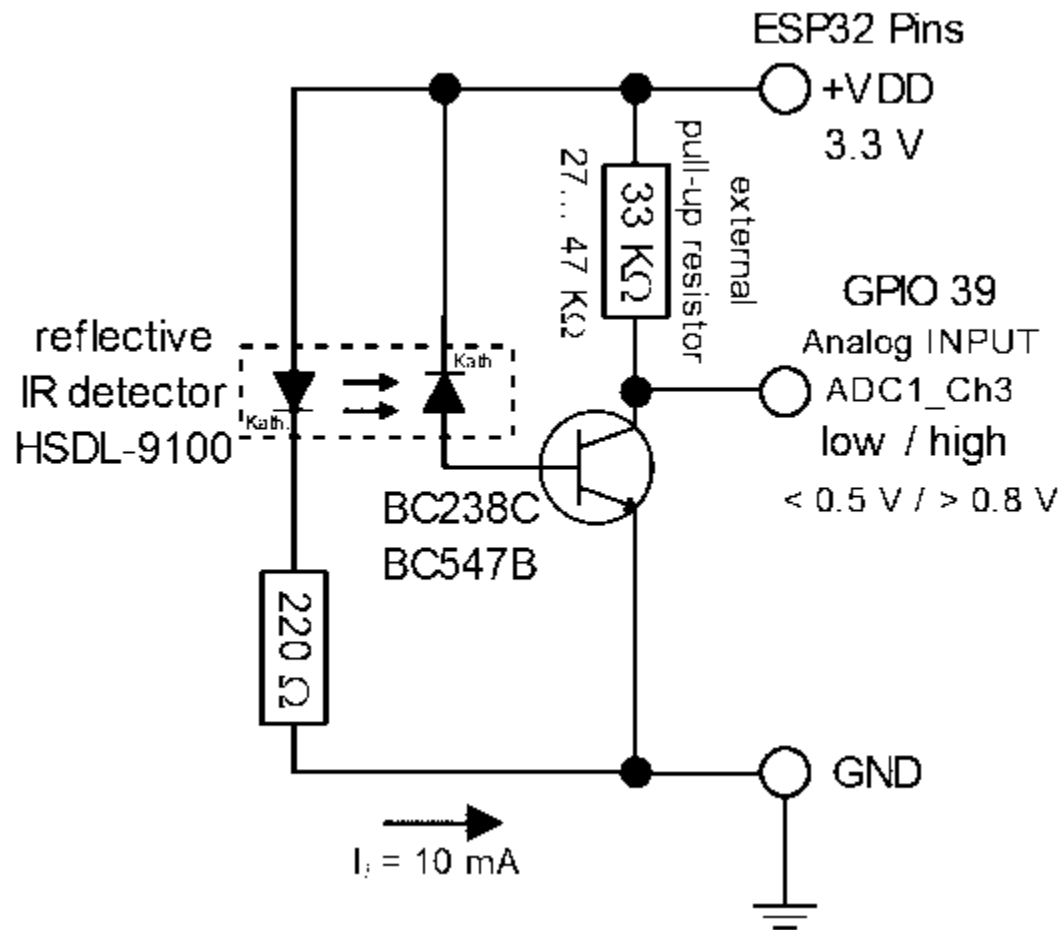 ESP32 Pins
+VDD
3.3 V
external
pull-up resistor
33 KΩ
27... 47 KΩ
GPIO 39
Analog INPUT
ADC1_Ch3
low / high
< 0.5 V / > 0.8 V
reflective
IR detector
HSDL-9100
Kath.
Kath
BC238C
BC547B
220 Ω
GND
I = 10 mA